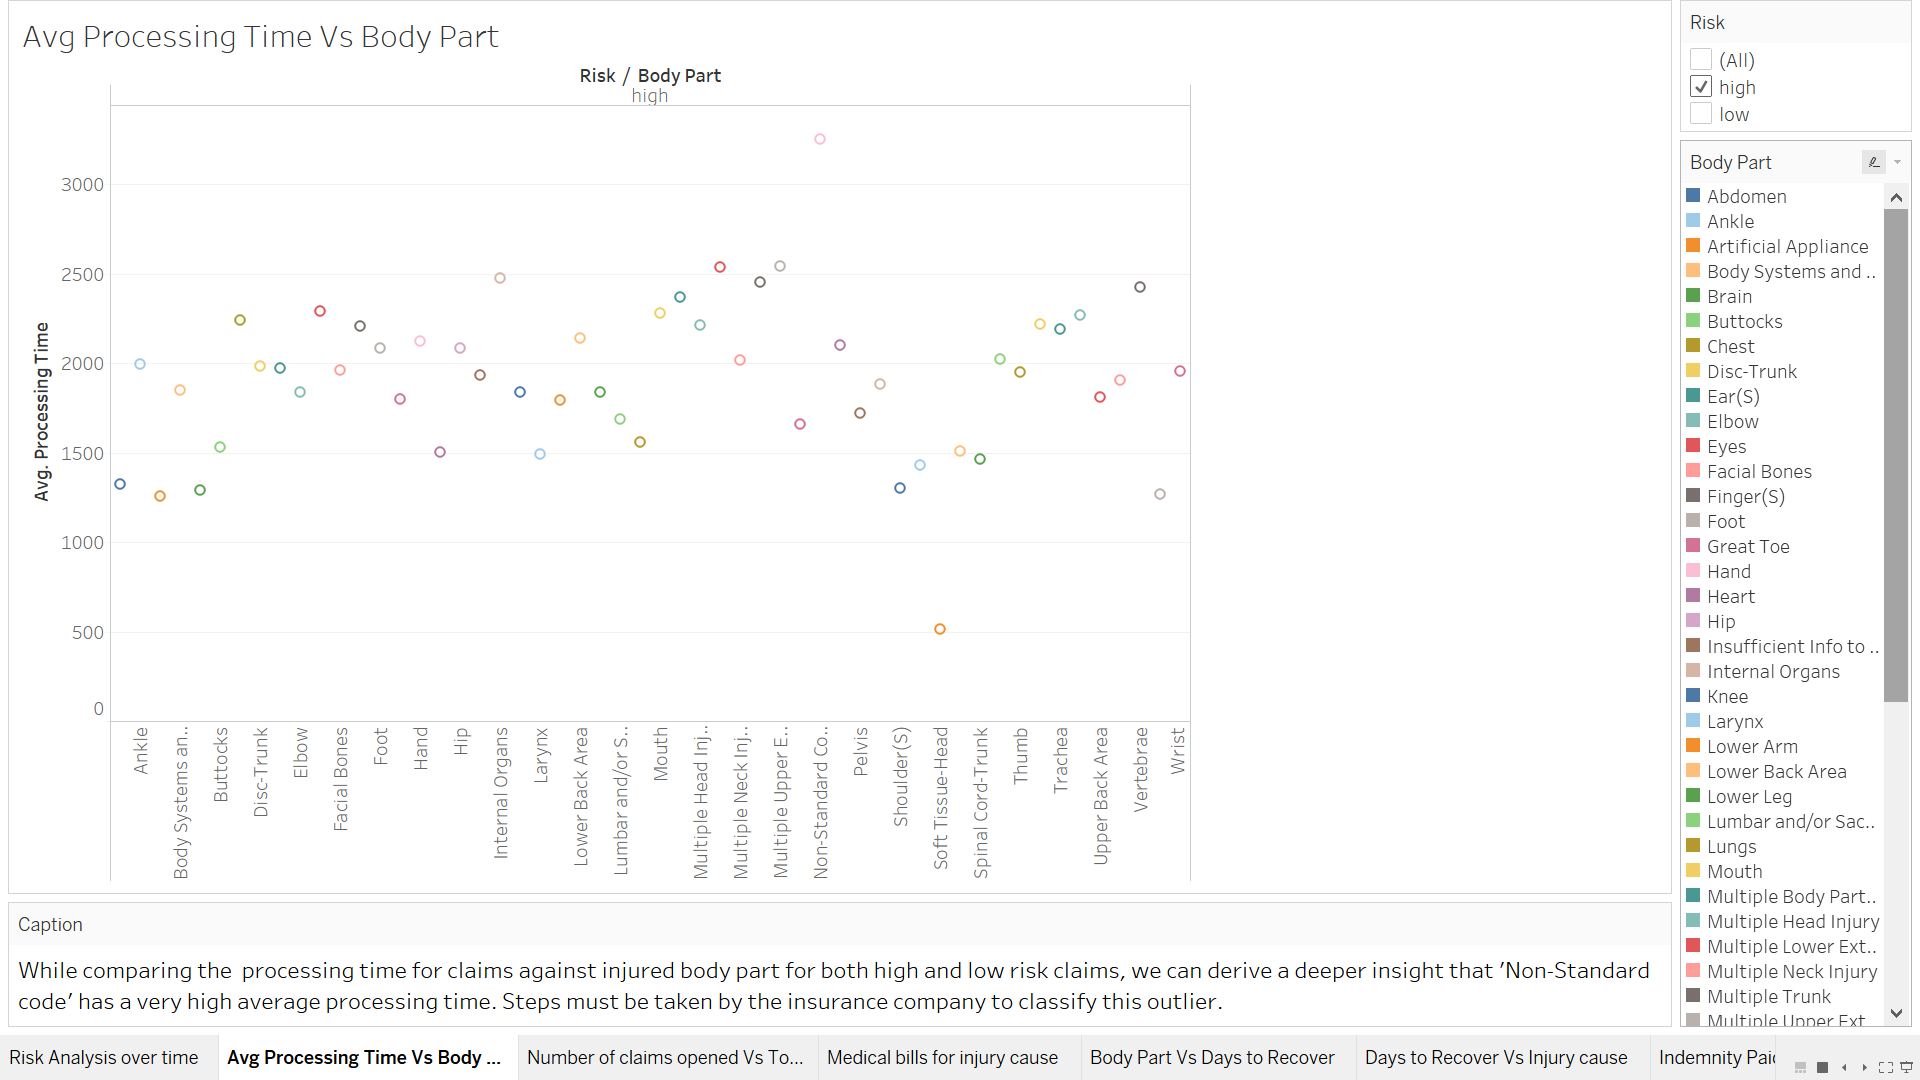 Avg Processing Time Vs Body Part
Risk / Body Part
high
Avg. Processing Time
3000
2500
2000
1500
1000
500
0
Ankle
Body Systems an..
Buttocks
Disc-Trunk
Elbow
Facial Bones
Foot
Hand
Hip
Internal Organs
Larynx
Lower Back Area
Lumbar and/or S..
Mouth
Multiple Head Inj..
Multiple Neck Inj..
Multiple Upper E..
Non-Standard Co..
Pelvis
Shoulder(S)
Soft Tissue-Head
Spinal Cord-Trunk
Thumb
Trachea
Upper Back Area
Vertebrae
Wrist
Risk
(All)
high
low
Body Part
Abdomen
Ankle
Artificial Appliance
Body Systems and ..
Brain
Buttocks
Chest
Disc-Trunk
Ear(S)
Elbow
Eyes
Facial Bones
Finger(S)
Foot
Great Toe
Hand
Heart
Hip
Insufficient Info to ..
Internal Organs
Knee
Larynx
Lower Arm
Lower Back Area
Lower Leg
Lumbar and/or Sac..
Lungs
Mouth
Multiple Body Part..
Multiple Head Injury
Multiple Lower Ext..
Multiple Neck Injury
Multiple Trunk
Multiple Upper Ext..
Caption
While comparing the  processing time for claims against injured body part for both high and low risk claims, we can derive a deeper insight that 'Non-Standard
code' has a very high average processing time. Steps must be taken by the insurance company to classify this outlier.
Risk Analysis over time
Avg Processing Time Vs Body ...
Number of claims opened Vs To...
Medical bills for injury cause
Body Part Vs Days to Recover
Days to Recover Vs Injury cause
Indemnity Paid